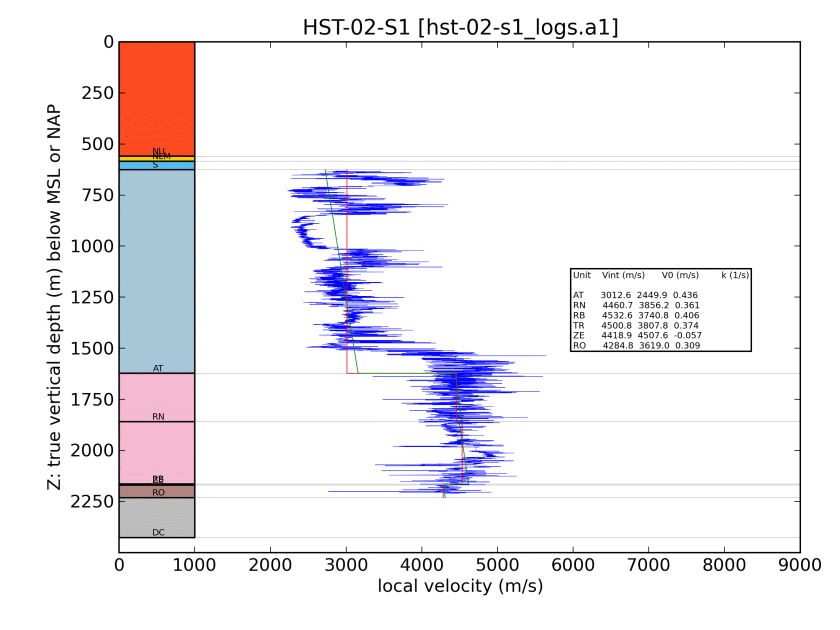 HST-02-S1 [hst-02-s1_logs.a1]
0
250
500
750
1000
1250
1500
1750
2000
2250
Z: true vertical depth (m) below MSL or NAP
NU
NLM
S
AT
RN
RB
RO
DC
Unit Vint (m/s) V0 (m/s) k (1/s)
AT 3012.6 2449.9 0.436
RN 4460.7 3856.2 0.361
RB 4532.6 3740.8 0.406
TR 4500.8 3807.8 0.374
ZE 4418.9 4507.6 -0.057
RO 4284.8 3619.0 0.309
0 1000 2000 3000 4000 5000 6000 7000 8000 9000
local velocity (m/s)